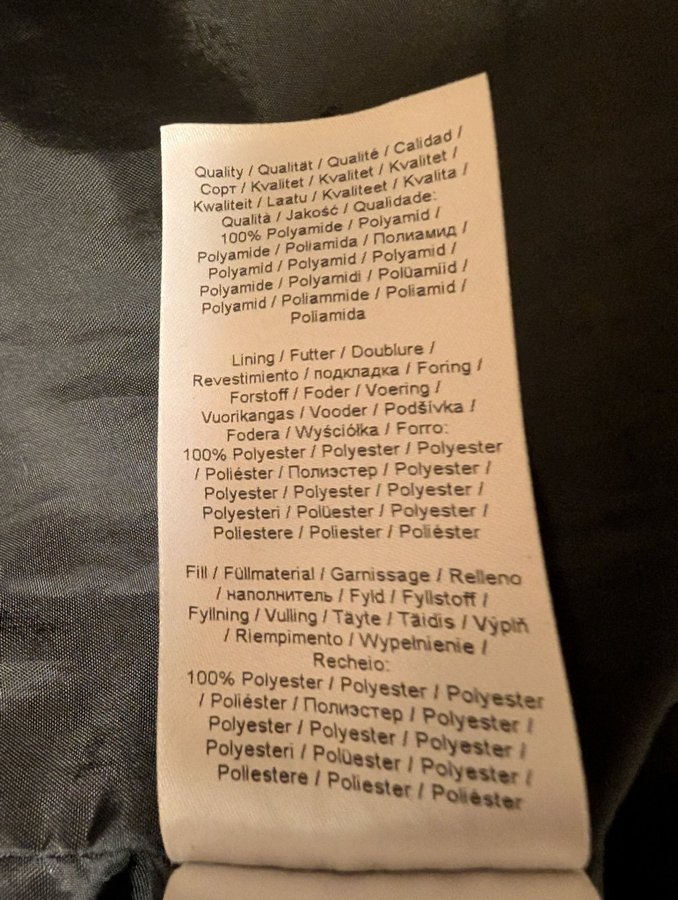 Quality / Qualität / Qualité / Calidad /
Сорт / Kvalitet / Kvalitet / Kvalitet /
Kwaliteit / Laatu / Kvaliteet / Kvalita /
Qualità / Jakość / Qualidade:
100% Polyamide / Polyamid /
Polyamide / Poliamida / Полиамид /
Polyamid / Polyamid / Polyamid /
Polyamide / Polyamidi / Polüamiid /
Polyamid / Poliammide / Poliamid /
Poliamida
Lining / Futter / Doublure /
Revestimiento / подкладка / Foring /
Forstoff / Foder / Voering /
Vuorikangas / Vooder / Podšívka /
Fodera / Wyściółka / Forro:
100% Polyester / Polyester / Polyester
/ Poliéster / Полиэстер / Polyester /
Polyester / Polyester / Polyester /
Polyesteri / Polüester / Polyester /
Poliestere / Poliester / Poliéster
Fill / Füllmaterial / Garnissage / Relleno
/ наполнитель / Fyld / Fyllstoff /
Fyllning / Vulling / Täyte / Täidis / Výplň
/ Riempimento / Wypełnienie /
Recheio:
100% Polyester / Polyester / Polyester
/ Poliéster / Полиэстер / Polyester /
Polyester / Polyester / Polyester /
Polyesteri / Polüester / Polyester /
Poliestere / Poliester / Poliéster